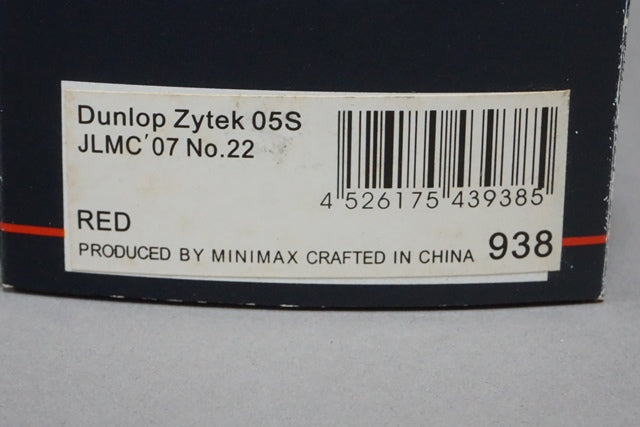 Dunlop Zytek 05S
JLMC'07 No.22
4 526175 439385
RED
PRODUCED BY MINIMAX CRAFTED IN CHINA 938